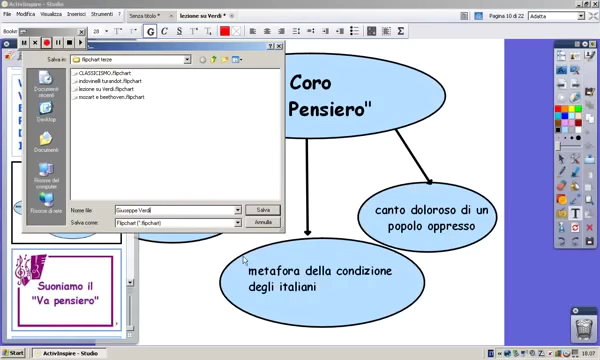 ActivInspire - Studio
File Modifica Visualizza Inserisci Strumenti ?
Senza titolo * lezione su Verdi *
Pagina 10 di 22
Adatta
28
G C S
Salva in: flipchart terze
CLASSICISMO.flipchart
indovinelli turandot.flipchart
lezione su Verdi.flipchart
mozart e beethoven.flipchart
Documenti recenti
Desktop
Documenti
Risorse del computer
Risorse di rete
Nome file: Giuseppe Verdi
Salva
Salva come: Flipchart (*.flipchart)
Annulla
Coro
Pensiero"
canto doloroso di un
popolo oppresso
metafora della condizione
degli italiani
Suoniamo il
"Va pensiero"
Start
ActivInspire - Studio
IT
18.07